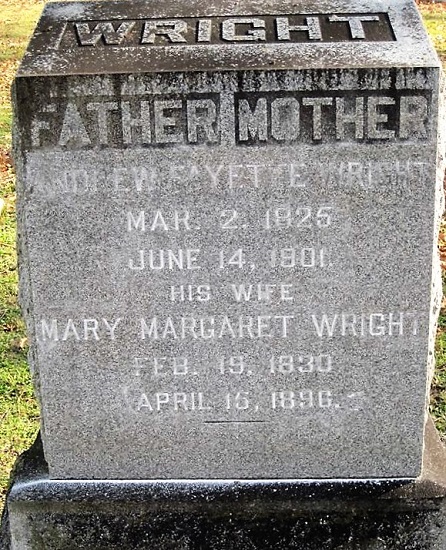 WRIGHT
FATHER MOTHER
ANDREW FAYETTE WRIGHT
MAR. 2, 1825
JUNE 14, 1901.
HIS WIFE
MARY MARGARET WRIGHT
FEB. 19, 1830
APRIL 15, 1896.